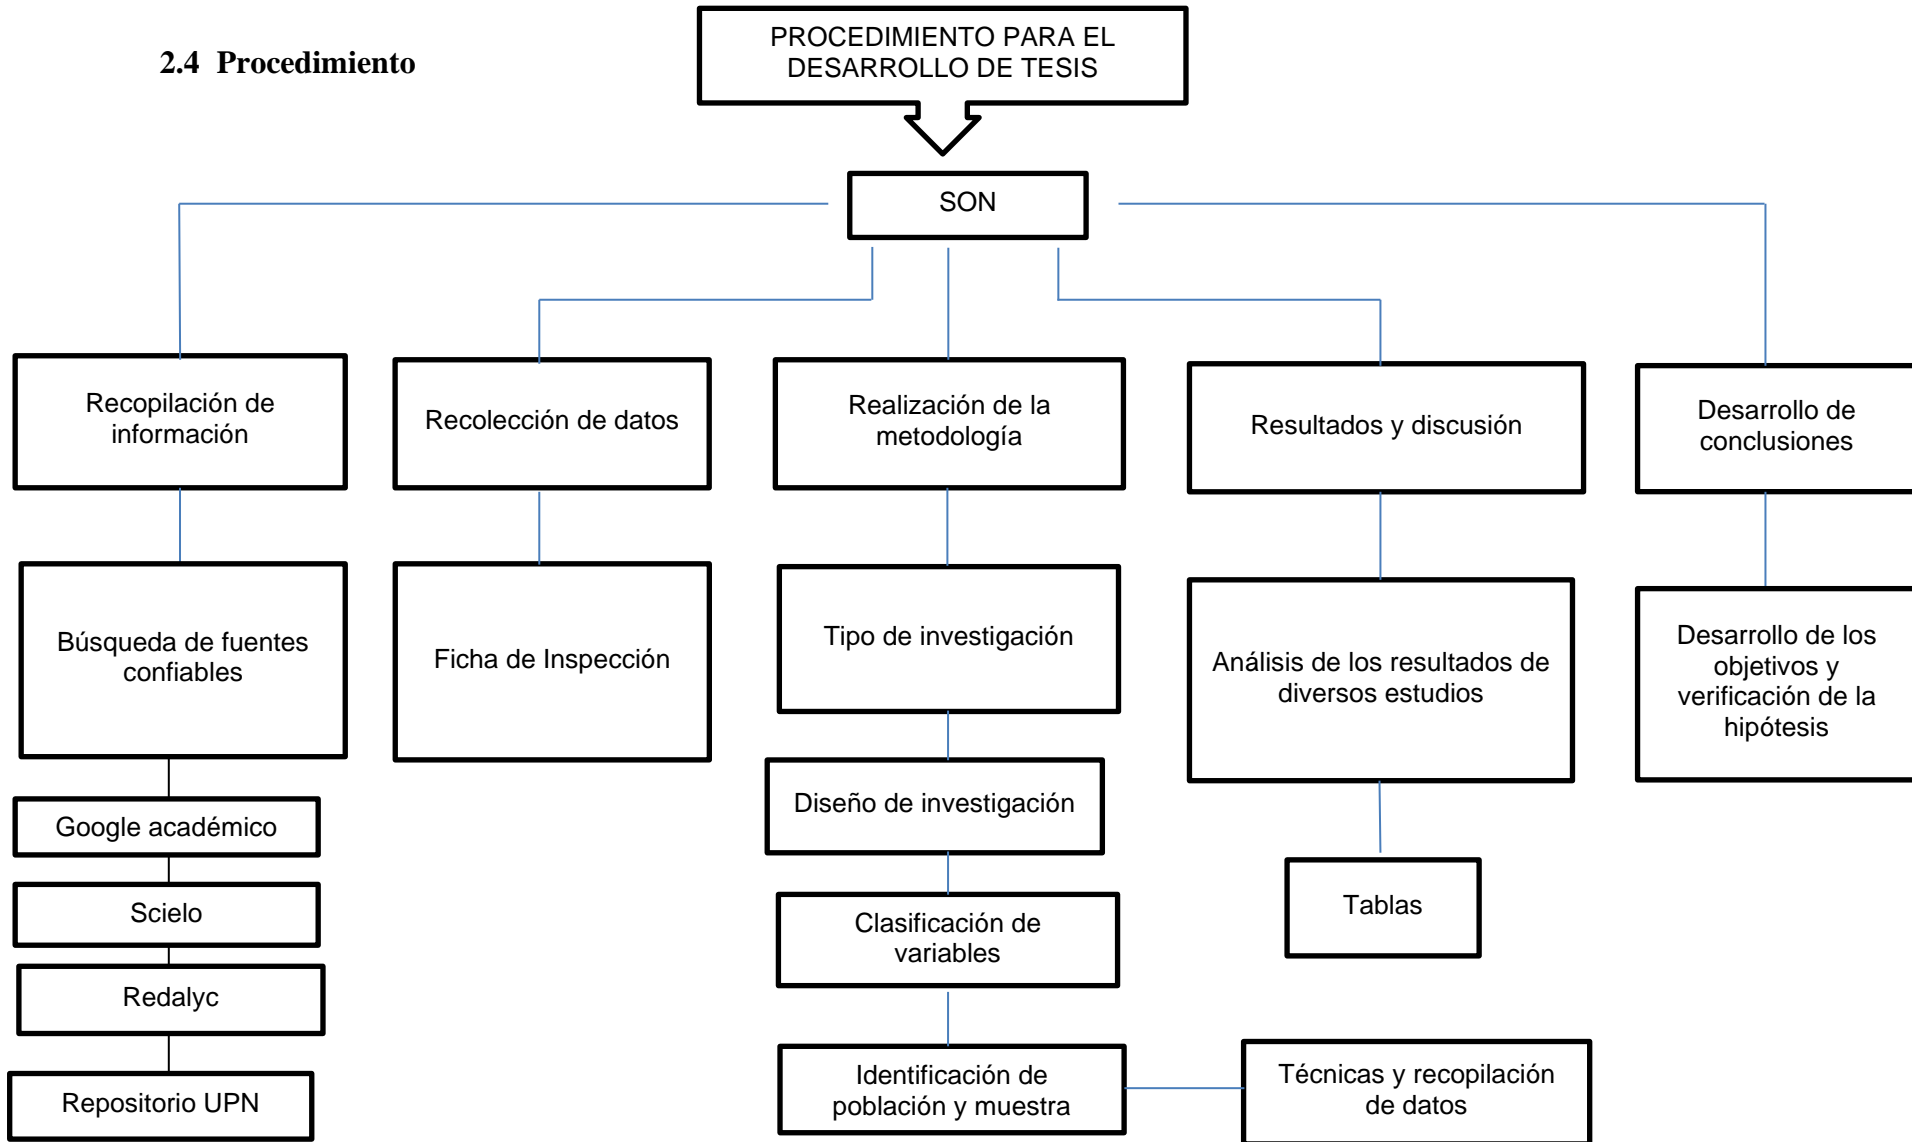 2.4 Procedimiento
PROCEDIMIENTO PARA EL
DESARROLLO DE TESIS
SON
Recopilación de
información
Recolección de datos
Realización de la
metodología
Resultados y discusión
Desarrollo de
conclusiones
Búsqueda de fuentes
confiables
Ficha de Inspección
Tipo de investigación
Análisis de los resultados de
diversos estudios
Desarrollo de los
objetivos y
verificación de la
hipótesis
Google académico
Diseño de investigación
Scielo
Clasificación de
variables
Tablas
Redalyc
Repositorio UPN
Identificación de
población y muestra
Técnicas y recopilación
de datos